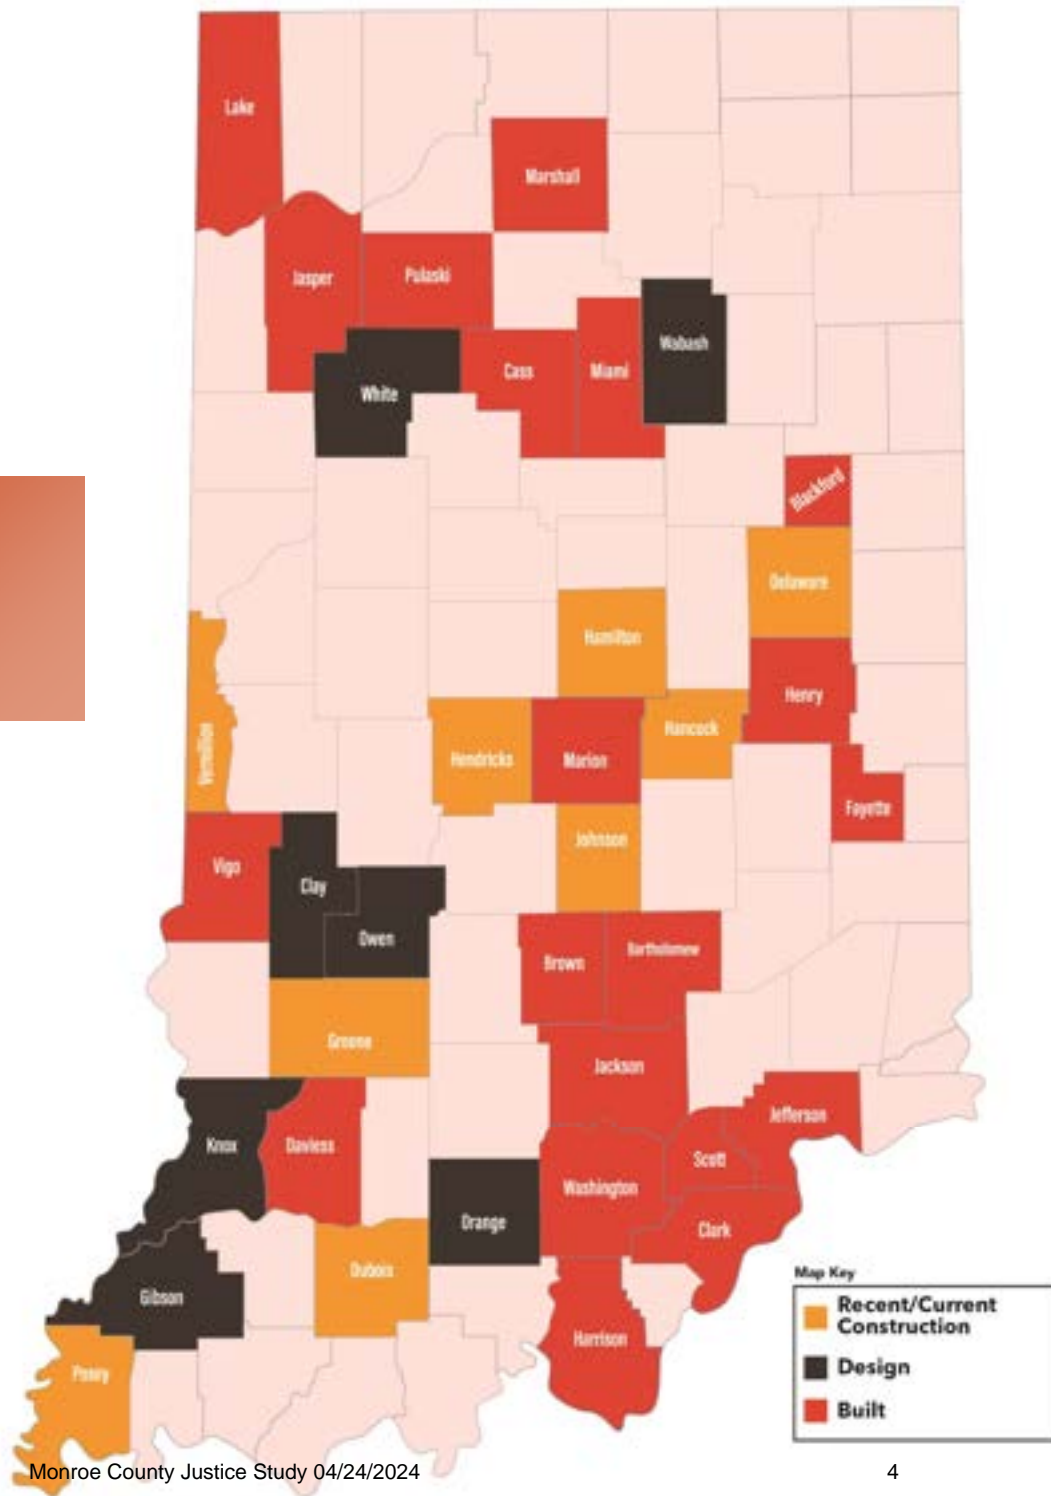 Lake
Marshall
Jasper
Pulaski
Wabash
White
Cass
Miami
Blackford
Delaware
Hamilton
Henry
Hancock
Vermillion
Hendricks
Marion
Fayette
Johnson
Vigo
Clay
Owen
Brown
Bartholomew
Greene
Jackson
Jefferson
Knox
Daviess
Scott
Washington
Orange
Clark
Dubois
Gibson
Harrison
Posey
Map Key
Recent/Current
Construction
Design
Built
Monroe County Justice Study 04/24/2024
4